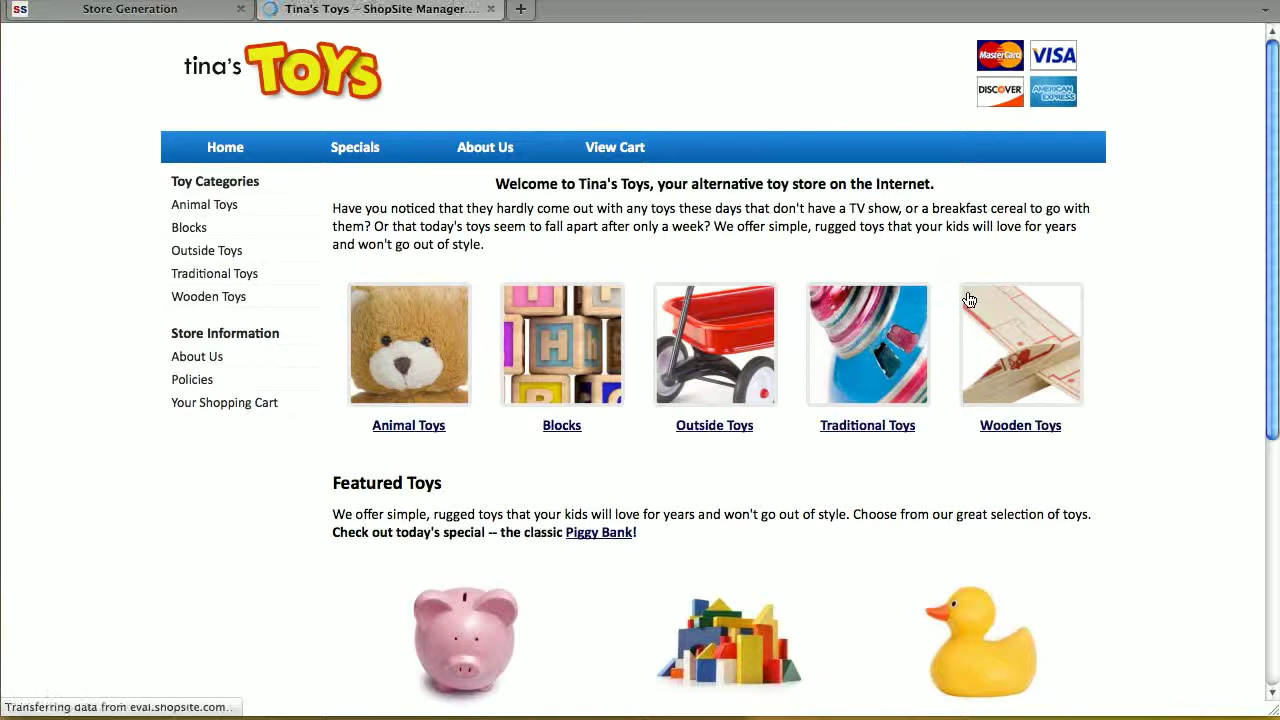 SS Store Generation
Tina's Toys – ShopSite Manager....
tina's TOYS
MasterCard VISA
DISCOVER AMERICAN EXPRESS
Home Specials About Us View Cart
Toy Categories
Animal Toys
Blocks
Outside Toys
Traditional Toys
Wooden Toys
Store Information
About Us
Policies
Your Shopping Cart
Welcome to Tina's Toys, your alternative toy store on the Internet.
Have you noticed that they hardly come out with any toys these days that don't have a TV show, or a breakfast cereal to go with
them? Or that today's toys seem to fall apart after only a week? We offer simple, rugged toys that your kids will love for years
and won't go out of style.
H
H
Animal Toys Blocks Outside Toys Traditional Toys Wooden Toys
Featured Toys
We offer simple, rugged toys that your kids will love for years and won't go out of style. Choose from our great selection of toys.
Check out today's special -- the classic Piggy Bank!
Transferring data from eval.shopsite.com...